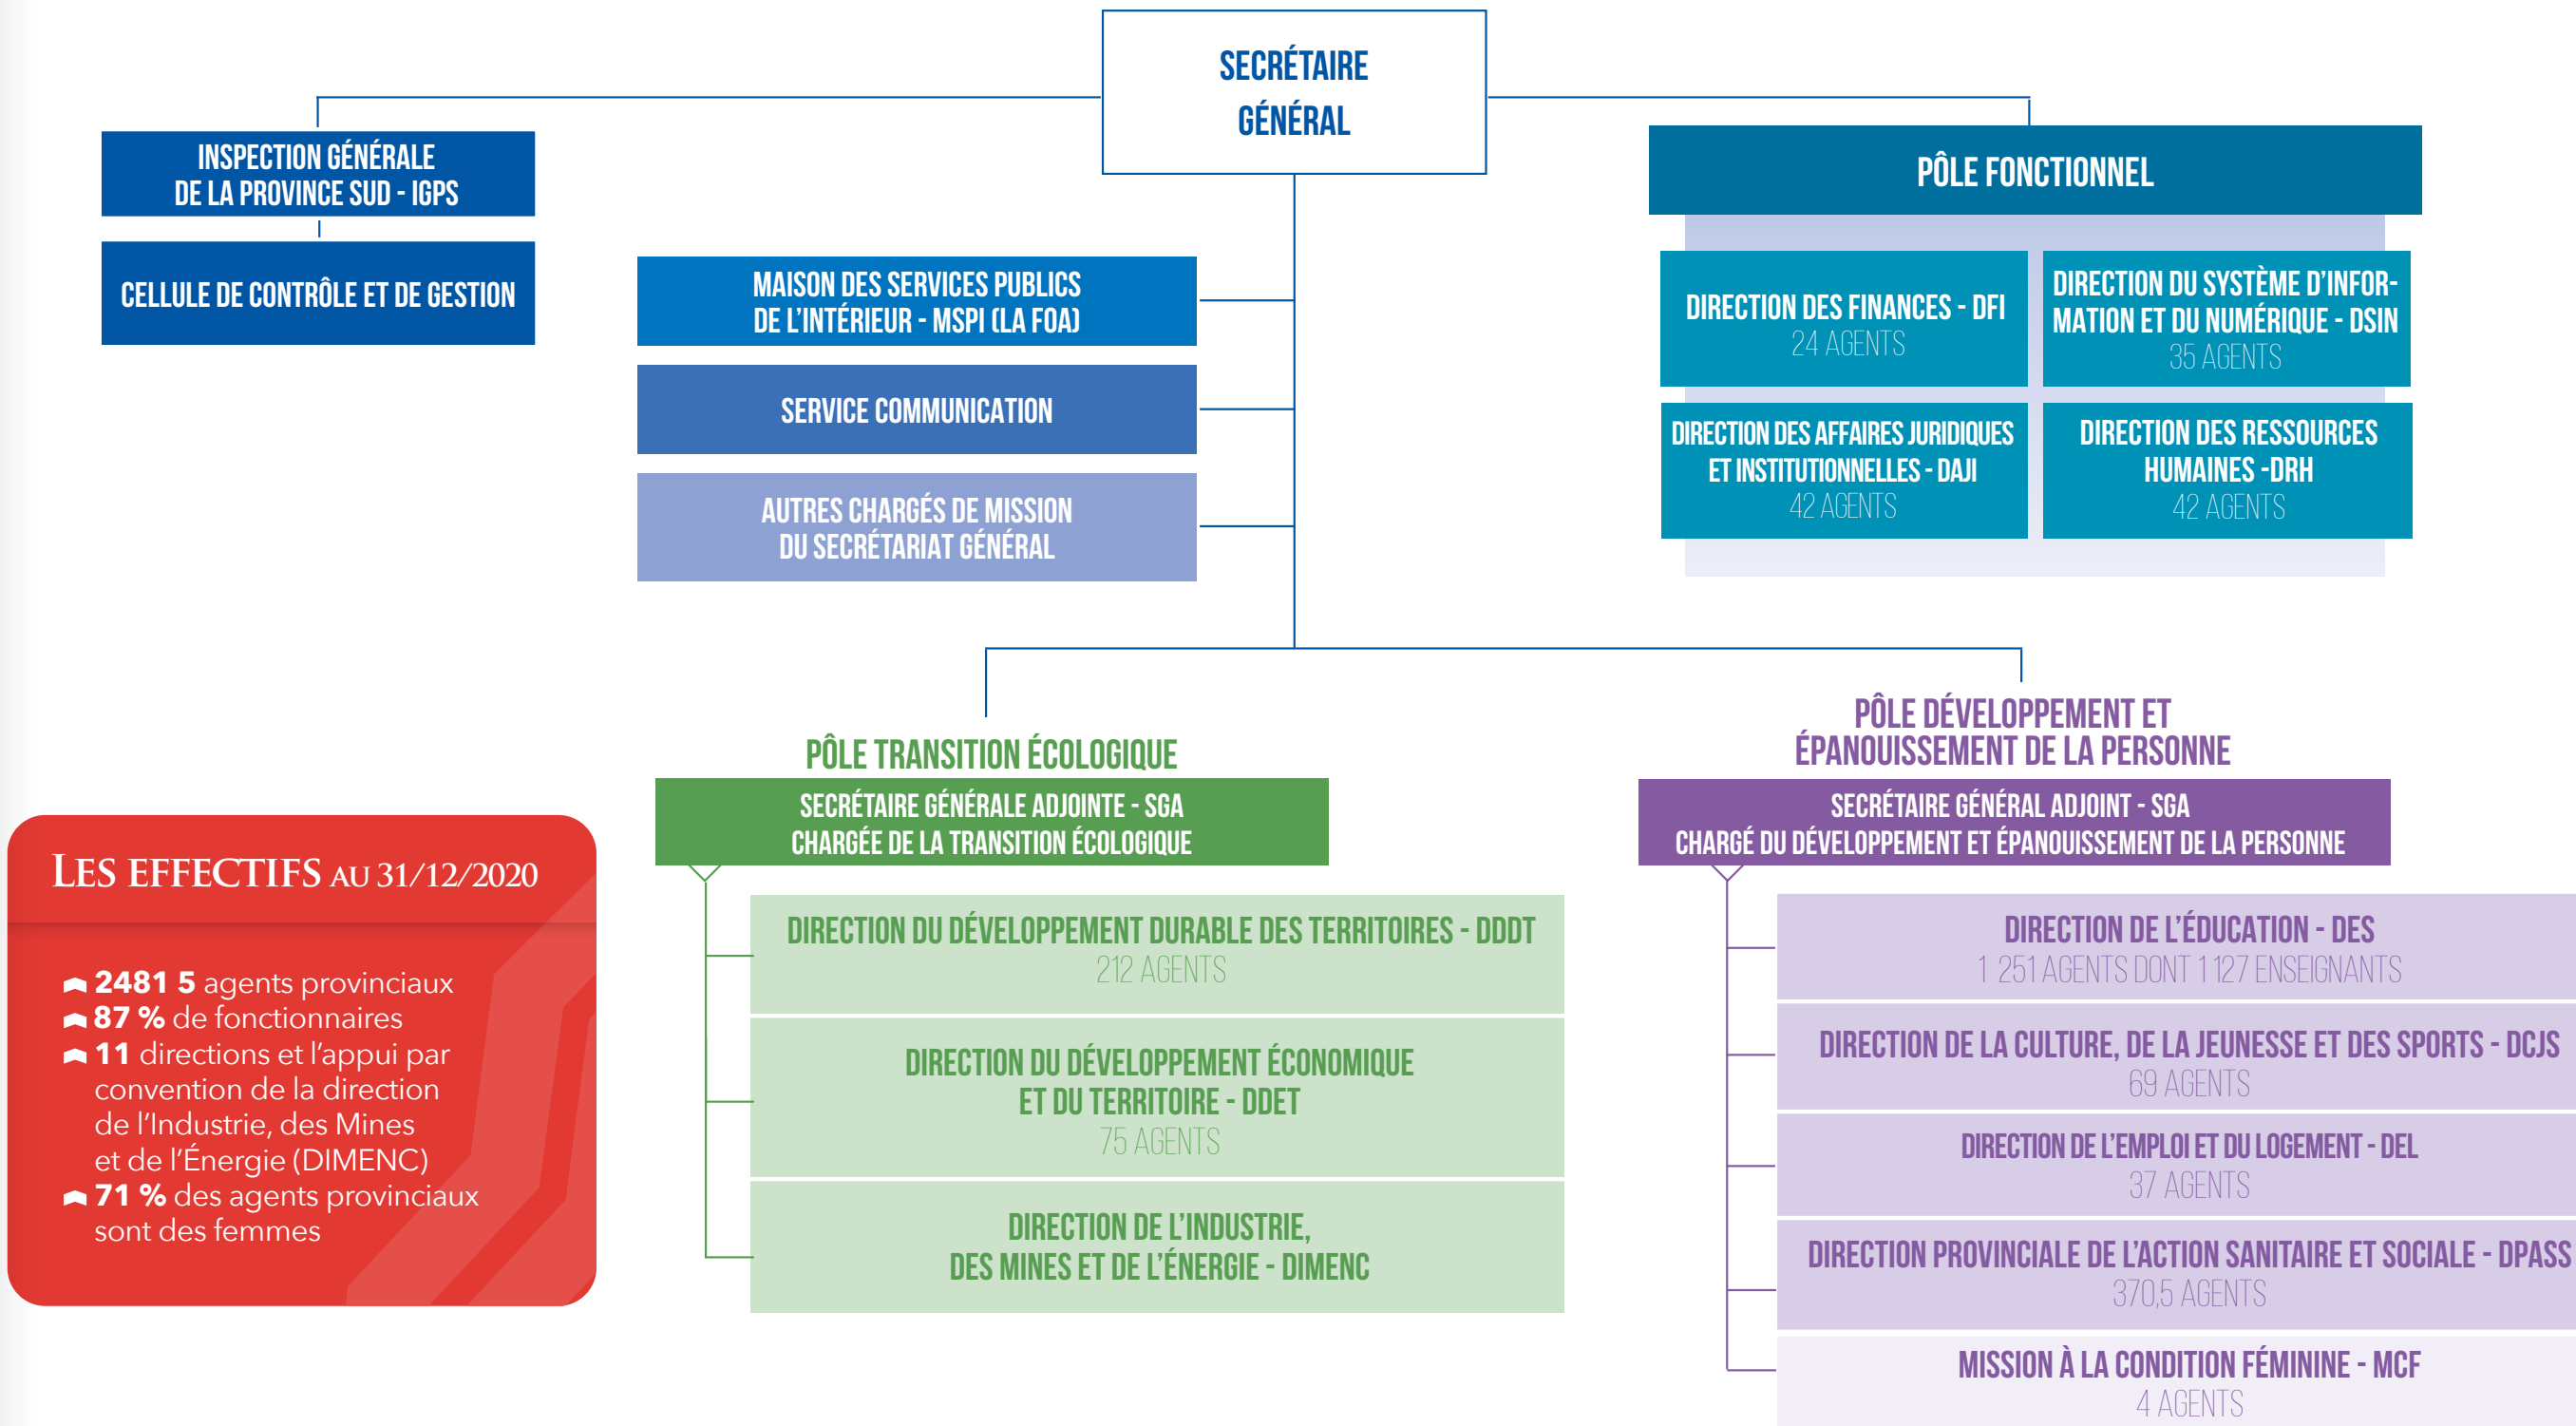 SECRÉTAIRE
GÉNÉRAL
INSPECTION GÉNÉRALE
DE LA PROVINCE SUD - IGPS
CELLULE DE CONTRÔLE ET DE GESTION
MAISON DES SERVICES PUBLICS
DE L'INTÉRIEUR - MSPI (LA FOA)
SERVICE COMMUNICATION
AUTRES CHARGÉS DE MISSION
DU SECRÉTARIAT GÉNÉRAL
PÔLE FONCTIONNEL
DIRECTION DES FINANCES - DFI
24 AGENTS
DIRECTION DU SYSTÈME D'INFOR-
MATION ET DU NUMÉRIQUE - DSIN
35 AGENTS
DIRECTION DES AFFAIRES JURIDIQUES
ET INSTITUTIONNELLES - DAJI
42 AGENTS
DIRECTION DES RESSOURCES
HUMAINES -DRH
42 AGENTS
PÔLE TRANSITION ÉCOLOGIQUE
SECRÉTAIRE GÉNÉRALE ADJOINTE - SGA
CHARGÉE DE LA TRANSITION ÉCOLOGIQUE
DIRECTION DU DÉVELOPPEMENT DURABLE DES TERRITOIRES - DDDT
212 AGENTS
DIRECTION DU DÉVELOPPEMENT ÉCONOMIQUE
ET DU TERRITOIRE - DDET
75 AGENTS
DIRECTION DE L'INDUSTRIE,
DES MINES ET DE L'ÉNERGIE - DIMENC
PÔLE DÉVELOPPEMENT ET
ÉPANOUISSEMENT DE LA PERSONNE
SECRÉTAIRE GÉNÉRAL ADJOINT - SGA
CHARGÉ DU DÉVELOPPEMENT ET ÉPANOUISSEMENT DE LA PERSONNE
DIRECTION DE L'ÉDUCATION - DES
1 251 AGENTS DONT 1 127 ENSEIGNANTS
DIRECTION DE LA CULTURE, DE LA JEUNESSE ET DES SPORTS - DCJS
69 AGENTS
DIRECTION DE L'EMPLOI ET DU LOGEMENT - DEL
37 AGENTS
DIRECTION PROVINCIALE DE L'ACTION SANITAIRE ET SOCIALE - DPASS
370,5 AGENTS
MISSION À LA CONDITION FÉMININE - MCF
4 AGENTS
LES EFFECTIFS AU 31/12/2020
2481 5 agents provinciaux
87 % de fonctionnaires
11 directions et l'appui par
convention de la direction
de l'Industrie, des Mines
et de l'Énergie (DIMENC)
71 % des agents provinciaux
sont des femmes